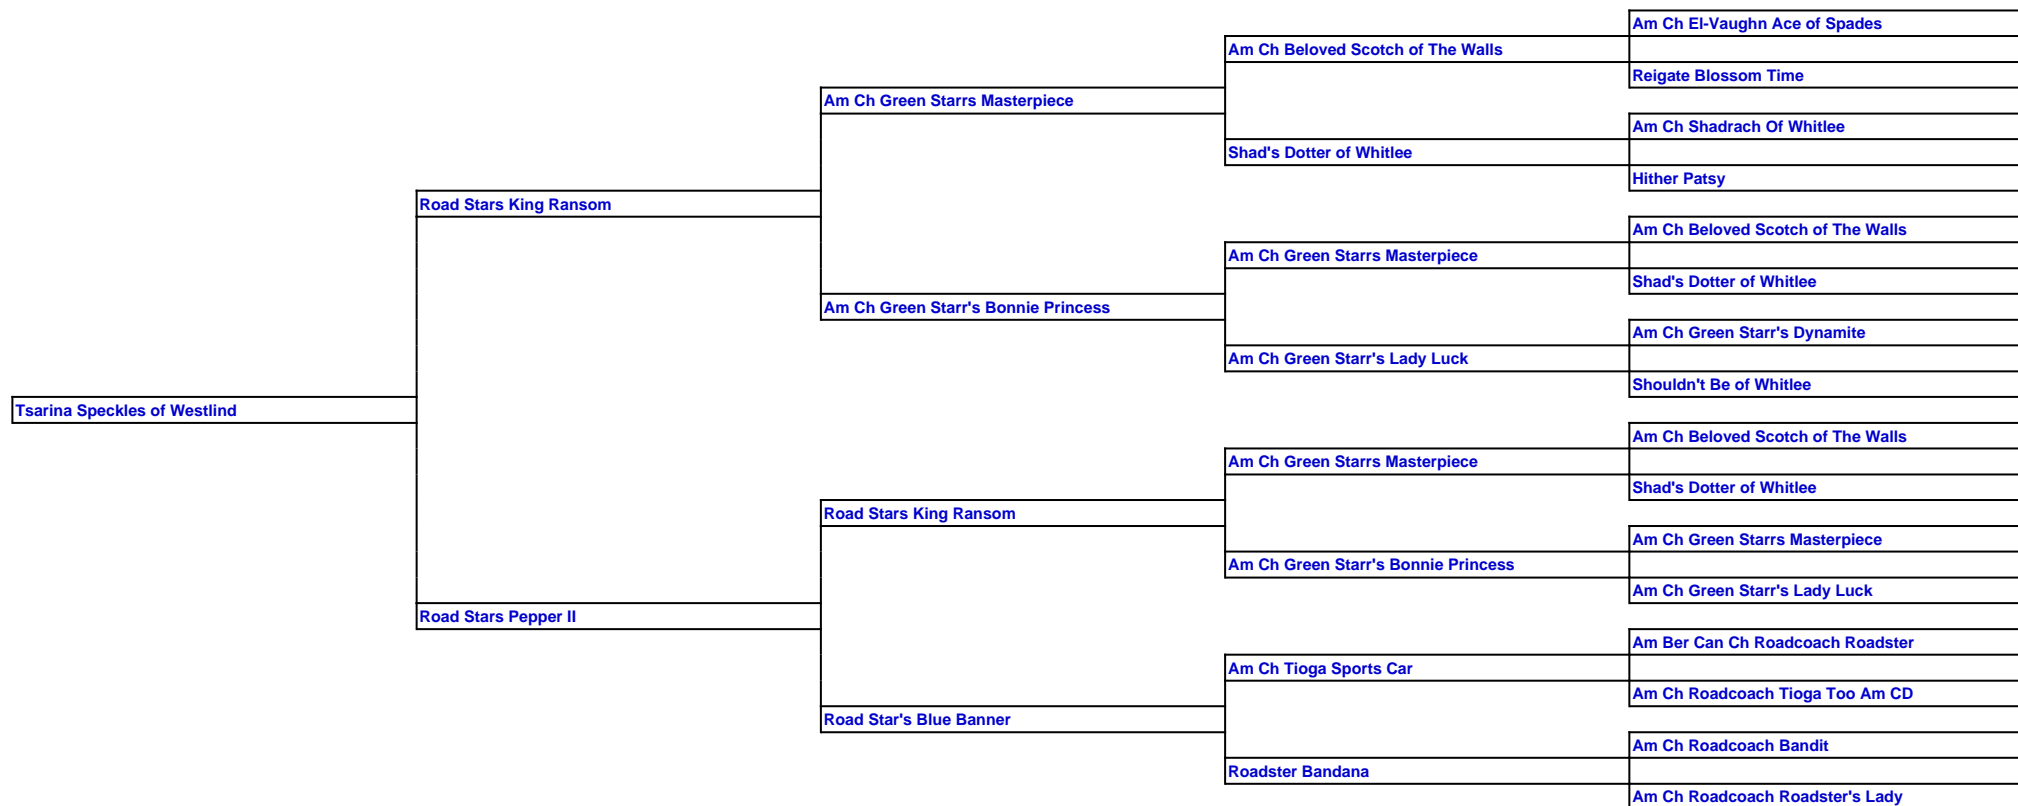 Am Ch El-Vaughn Ace of Spades
Am Ch Beloved Scotch of The Walls
Reigate Blossom Time
Am Ch Green Starrs Masterpiece
Am Ch Shadrach Of Whitlee
Shad's Dotter of Whitlee
Hither Patsy
Road Stars King Ransom
Am Ch Beloved Scotch of The Walls
Am Ch Green Starrs Masterpiece
Shad's Dotter of Whitlee
Am Ch Green Starr's Bonnie Princess
Am Ch Green Starr's Dynamite
Am Ch Green Starr's Lady Luck
Shouldn't Be of Whitlee
Tsarina Speckles of Westlind
Am Ch Beloved Scotch of The Walls
Am Ch Green Starrs Masterpiece
Shad's Dotter of Whitlee
Road Stars King Ransom
Am Ch Green Starrs Masterpiece
Am Ch Green Starr's Bonnie Princess
Am Ch Green Starr's Lady Luck
Road Stars Pepper II
Am Ber Can Ch Roadcoach Roadster
Am Ch Tioga Sports Car
Am Ch Roadcoach Tioga Too Am CD
Road Star's Blue Banner
Am Ch Roadcoach Bandit
Roadster Bandana
Am Ch Roadcoach Roadster's Lady